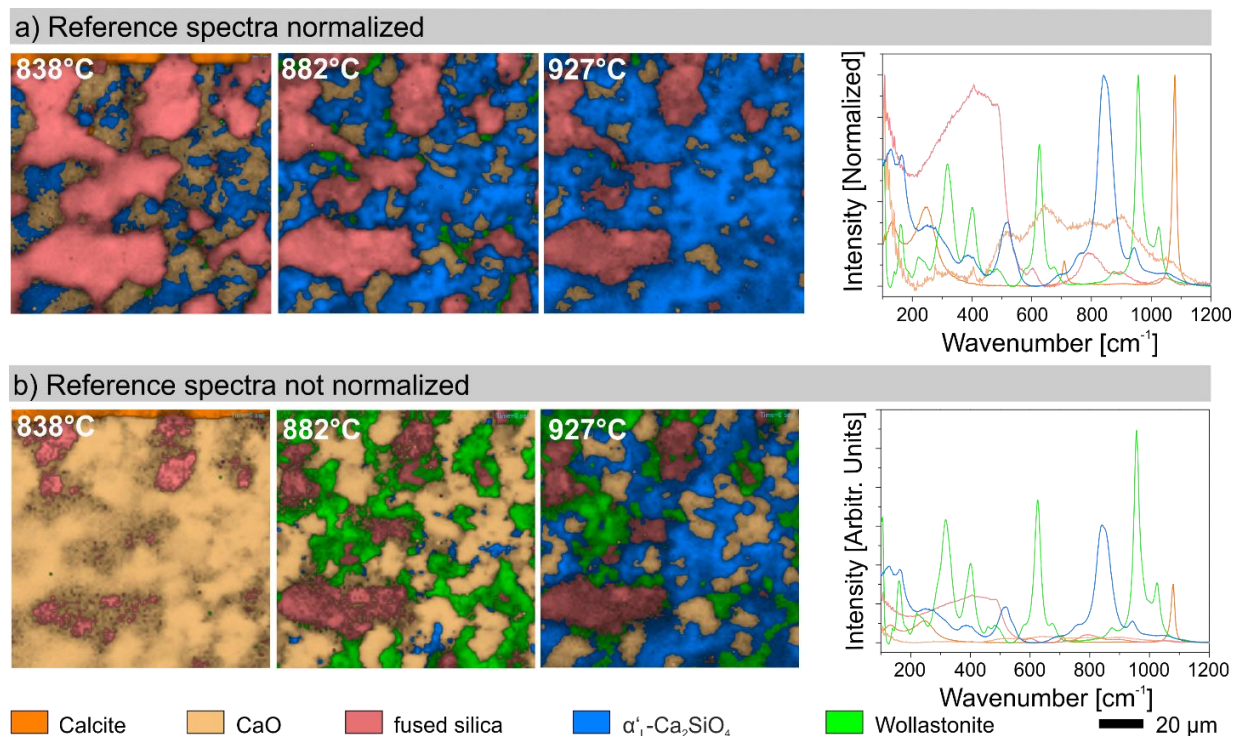 a) Reference spectra normalized
838°C 882°C 927°C
Intensity [Normalized]
200 400 600 800 1000 1200
Wavenumber [cm⁻¹]
b) Reference spectra not normalized
838°C 882°C 927°C
Intensity [Arbitr. Units]
200 400 600 800 1000 1200
Wavenumber [cm⁻¹]
Calcite CaO fused silica α'L-Ca₂SiO₄ Wollastonite 20 µm